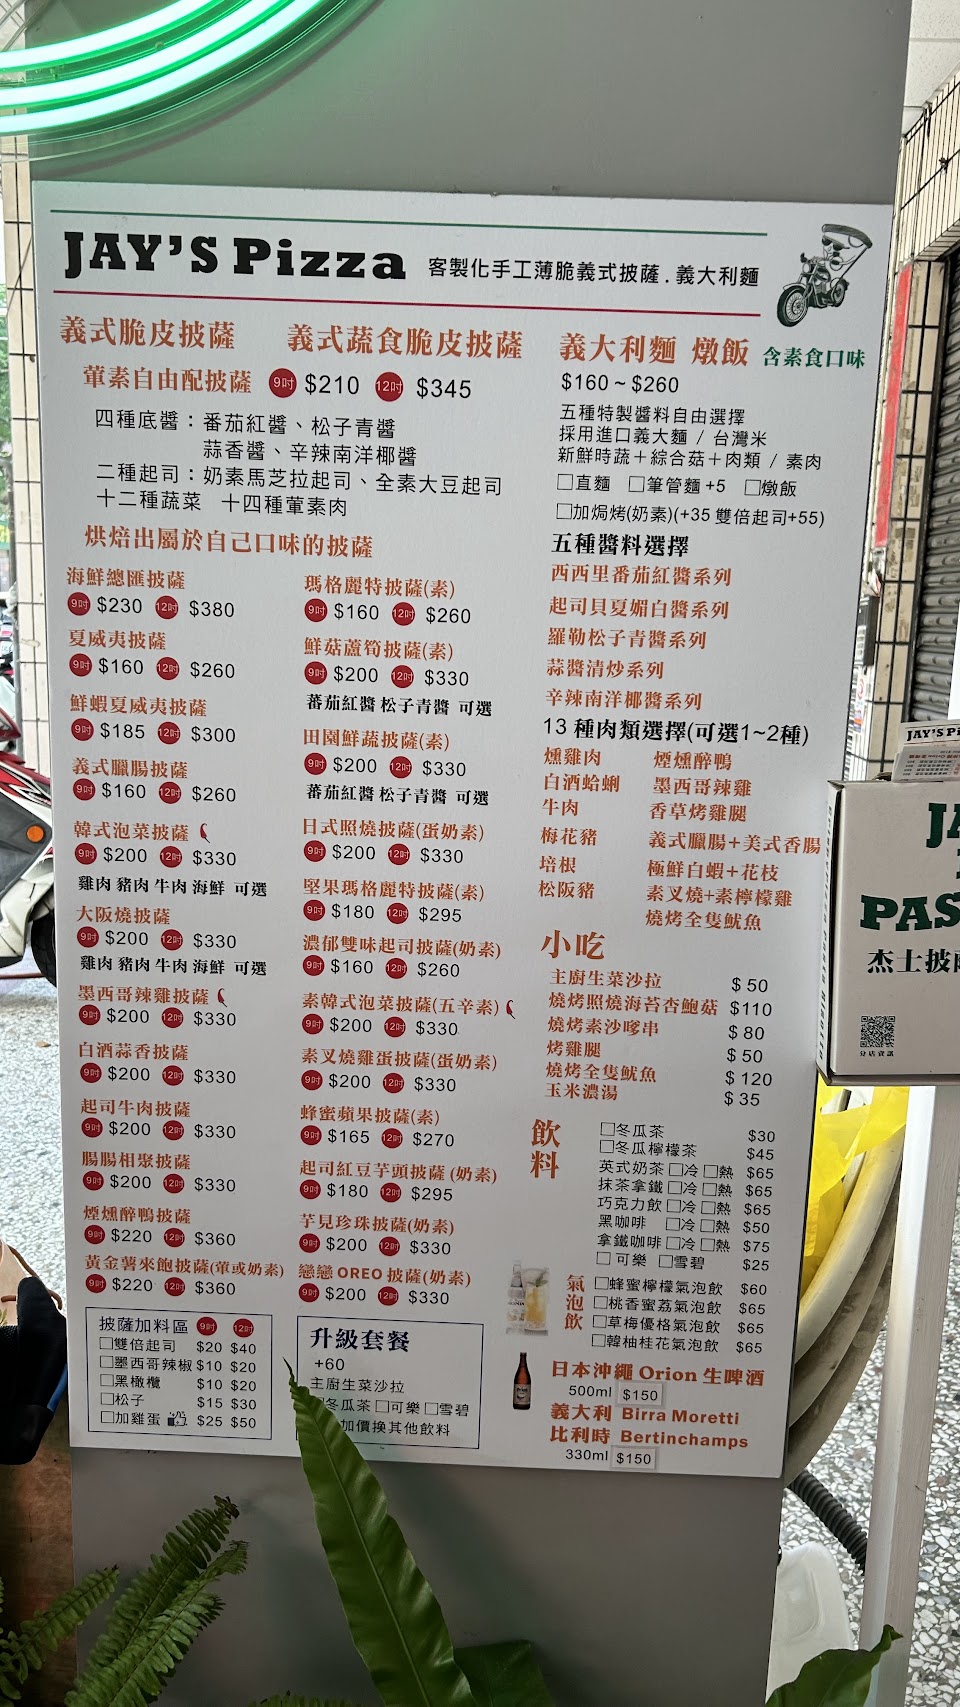 JAY'S Pizza 客製化手工薄脆義式披薩.義大利麵
義式脆皮披薩 義式蔬食脆皮披薩
葷素自由配披薩 9吋 $210 12吋 $345
四種底醬：番茄紅醬、松子青醬
蒜香醬、辛辣南洋椰醬
二種起司：奶素馬芝拉起司、全素大豆起司
十二種蔬菜 十四種葷素肉
烘焙出屬於自己口味的披薩
海鮮總匯披薩
9吋 $230 12吋 $380
夏威夷披薩
9吋 $160 12吋 $260
鮮蝦夏威夷披薩
9吋 $185 12吋 $300
義式臘腸披薩
9吋 $160 12吋 $260
韓式泡菜披薩
9吋 $200 12吋 $330
雞肉 豬肉 牛肉 海鮮 可選
大阪燒披薩
9吋 $200 12吋 $330
雞肉 豬肉 牛肉 海鮮 可選
墨西哥辣雞披薩
9吋 $200 12吋 $330
白酒蒜香披薩
9吋 $200 12吋 $330
起司牛肉披薩
9吋 $200 12吋 $330
腸腸相聚披薩
9吋 $200 12吋 $330
煙燻醉鴨披薩
9吋 $220 12吋 $360
黃金薯來飽披薩(葷或奶素)
9吋 $220 12吋 $360
披薩加料區 9吋 12吋
□雙倍起司 $20 $40
□墨西哥辣椒 $10 $20
□黑橄欖 $10 $20
□松子 $15 $30
□加雞蛋 $25 $50
瑪格麗特披薩(素)
9吋 $160 12吋 $260
鮮菇蘆筍披薩(素)
9吋 $200 12吋 $330
蕃茄紅醬 松子青醬 可選
田園鮮蔬披薩(素)
9吋 $200 12吋 $330
蕃茄紅醬 松子青醬 可選
日式照燒披薩(蛋奶素)
9吋 $200 12吋 $330
堅果瑪格麗特披薩(素)
9吋 $180 12吋 $295
濃郁雙味起司披薩(奶素)
9吋 $160 12吋 $260
素韓式泡菜披薩(五辛素)
9吋 $200 12吋 $330
素叉燒雞蛋披薩(蛋奶素)
9吋 $200 12吋 $330
蜂蜜蘋果披薩(素)
9吋 $165 12吋 $270
起司紅豆芋頭披薩(奶素)
9吋 $180 12吋 $295
芋見珍珠披薩(奶素)
9吋 $200 12吋 $330
戀戀OREO披薩(奶素)
9吋 $200 12吋 $330
升級套餐
+60
主廚生菜沙拉
冬瓜茶 □可樂 □雪碧
加價換其他飲料
義大利麵 燉飯 含素食口味
$160~$260
五種特製醬料自由選擇
採用進口義大麵 / 台灣米
新鮮時蔬＋綜合菇＋肉類 / 素肉
□直麵 □筆管麵+5 □燉飯
□加焗烤(奶素)(+35 雙倍起司+55)
五種醬料選擇
西西里番茄紅醬系列
起司貝夏媚白醬系列
羅勒松子青醬系列
蒜醬清炒系列
辛辣南洋椰醬系列
13 種肉類選擇(可選1~2種)
燻雞肉 煙燻醉鴨
白酒蛤蜊 墨西哥辣雞
牛肉 香草烤雞腿
梅花豬 義式臘腸+美式香腸
培根 極鮮白蝦+花枝
松阪豬 素叉燒+素檸檬雞
燒烤全隻魷魚
小吃
主廚生菜沙拉 $50
燒烤照燒海苔杏鮑菇 $110
燒烤素沙嗲串 $80
烤雞腿 $50
燒烤全隻魷魚 $120
玉米濃湯 $35
飲料
□冬瓜茶 $30
□冬瓜檸檬茶 $45
英式奶茶 □冷 □熱 $65
抹茶拿鐵 □冷 □熱 $65
巧克力飲 □冷 □熱 $65
黑咖啡 □冷 □熱 $50
拿鐵咖啡 □冷 □熱 $75
□可樂 □雪碧 $25
氣泡飲
□蜂蜜檸檬氣泡飲 $60
□桃香蜜荔氣泡飲 $65
□草梅優格氣泡飲 $65
□韓柚桂花氣泡飲 $65
日本沖繩 Orion 生啤酒
500ml $150
義大利 Birra Moretti
比利時 Bertinchamps
330ml $150
JAY'S Pi
JA
PAS
杰士披
分店資訊